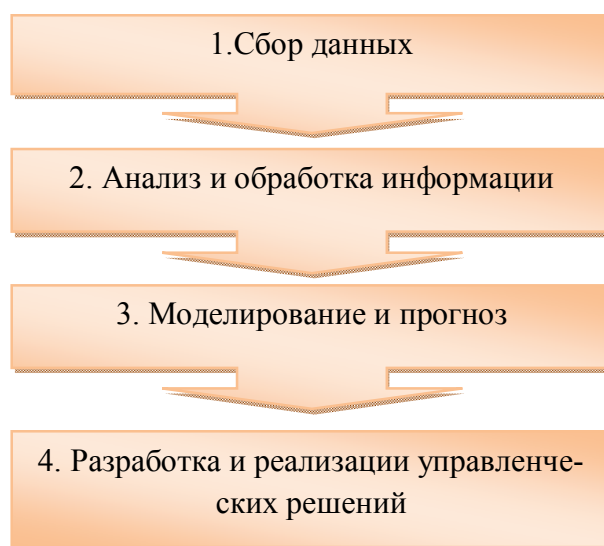 1.Сбор данных
2. Анализ и обработка информации
3. Моделирование и прогноз
4. Разработка и реализации управленче-
ских решений